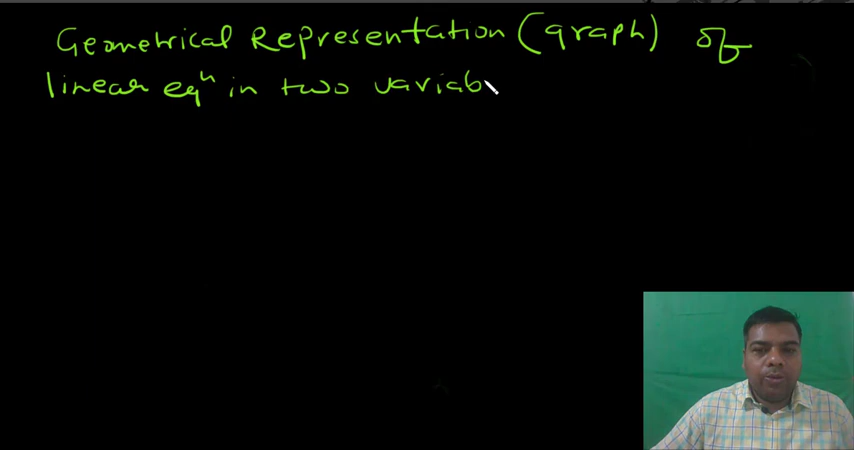 Geometrical Representation (graph) of
linear eqⁿ in two variab